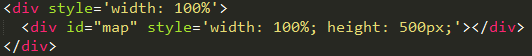 <div style='width: 100%'>
  <div id="map" style='width: 100%; height: 500px;'></div>
</div>